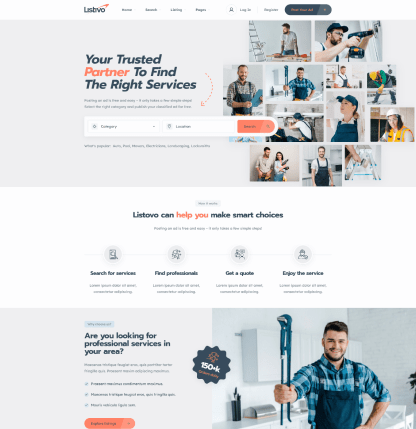 Listvo
Home Search Listing Pages
Log In Register Post Your Ad
Your Trusted
Partner To Find
The Right Services
Posting an ad is free and easy – it only takes a few simple steps!
Select the right category and publish your classified ad for free.
Category Location Search
What's popular: Auto, Pest, Movers, Electricians, Landscaping, Locksmiths
How it works
Listovo can help you make smart choices
Posting an ad is free and easy – it only takes a few simple steps!
Search for services Find professionals Get a quote Enjoy the service
Lorem ipsum dolor sit amet, Lorem ipsum dolor sit amet, Lorem ipsum dolor sit amet, Lorem ipsum dolor sit amet,
consectetur adipiscing. consectetur adipiscing. consectetur adipiscing. consectetur adipiscing.
Why choose us?
Are you looking for
professional services in
your area?
150+k
Maecenas tristique feugiat eros, quis porttitor tortor
fringilla quis. Praesent mauris adipiscing maximus.
Praesent maximus condimentum maximus.
Maecenas tristique feugiat eros, quis fringilla quis.
Mauris vehicula ligula sem.
Explore listings